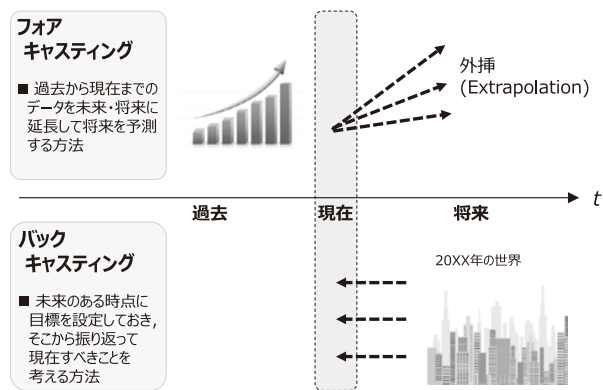 フォア
キャスティング
■ 過去から現在までの
データを未来・将来に
延長して将来を予測
する方法
外挿
(Extrapolation)
過去
現在
将来
t
バック
キャスティング
■ 未来のある時点に
目標を設定しておき,
そこから振り返って
現在すべきことを
考える方法
20XX年の世界